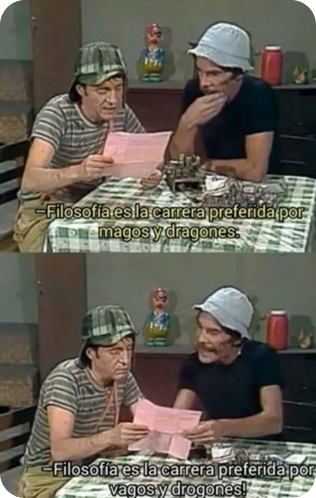 —Filosofía es la carrera preferida por
magos y dragones.
—Filosofía es la carrera preferida por
vagos y drogones!